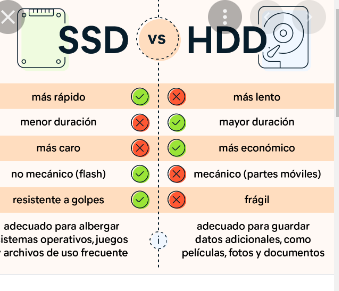 SSD vs HDD
más rápido más lento
menor duración mayor duración
más caro más económico
no mecánico (flash) mecánico (partes móviles)
resistente a golpes frágil
adecuado para albergar
istemas operativos, juegos
archivos de uso frecuente
adecuado para guardar
datos adicionales, como
películas, fotos y documentos